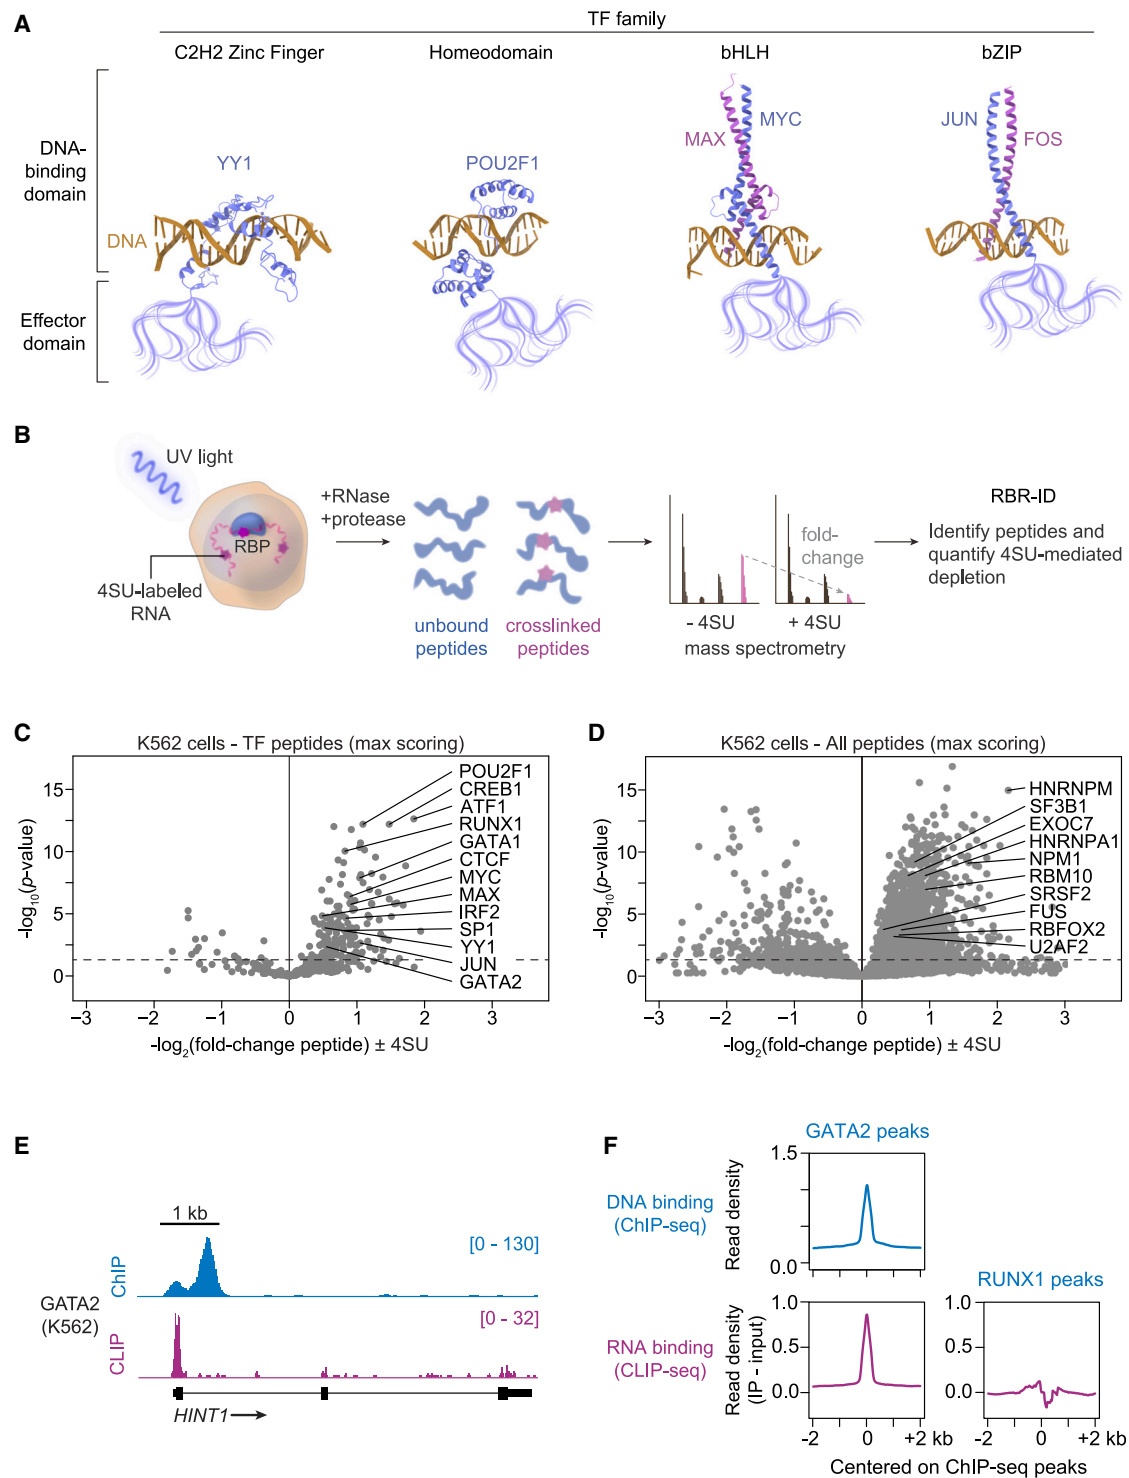 A
TF family
C2H2 Zinc Finger
Homeodomain
bHLH
bZIP
DNA-
binding
domain
YY1
POU2F1
MAX
MYC
JUN
FOS
DNA
Effector
domain
B
UV light
RBP
4SU-labeled
RNA
+RNase
+protease
unbound
peptides
crosslinked
peptides
fold-
change
- 4SU
+ 4SU
mass spectrometry
RBR-ID
Identify peptides and
quantify 4SU-mediated
depletion
C
K562 cells - TF peptides (max scoring)
-log10(p-value)
15
10
5
0
POU2F1
CREB1
ATF1
RUNX1
GATA1
CTCF
MYC
MAX
IRF2
SP1
YY1
JUN
GATA2
−3 −2 −1 0 1 2 3
-log2(fold-change peptide) ± 4SU
D
K562 cells - All peptides (max scoring)
-log10(p-value)
15
10
5
0
HNRNPM
SF3B1
EXOC7
HNRNPA1
NPM1
RBM10
SRSF2
FUS
RBFOX2
U2AF2
−3 −2 −1 0 1 2 3
-log2(fold-change peptide) ± 4SU
E
1 kb
GATA2
(K562)
ChIP
[0 - 130]
CLIP
[0 - 32]
HINT1
F
GATA2 peaks
DNA binding
(ChIP-seq)
Read density
1.5
0.0
RUNX1 peaks
RNA binding
(CLIP-seq)
Read density
(IP - input)
1.0
0.5
0.0
1.0
0.5
0.0
-2 0 +2 kb
-2 0 +2 kb
Centered on ChIP-seq peaks